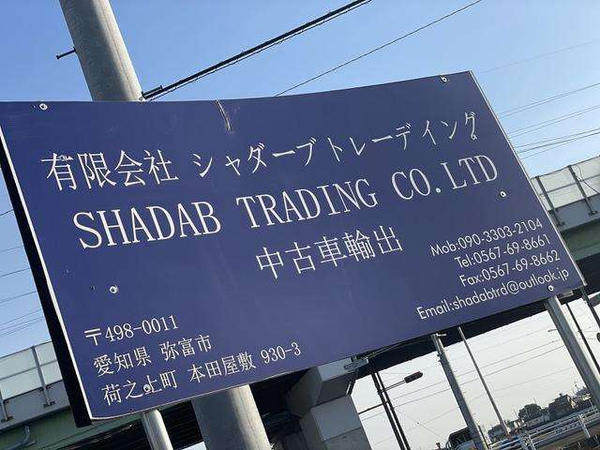 有限会社 シャダーブトレーデイング
SHADAB TRADING CO.LTD
中古車輸出
Mob:090-3303-2104
Tel:0567-69-8661
Fax:0567-69-8662
Email:shadabtrd@outlook.jp
〒498-0011
愛知県 弥富市
荷之上町 本田屋敷 930-3